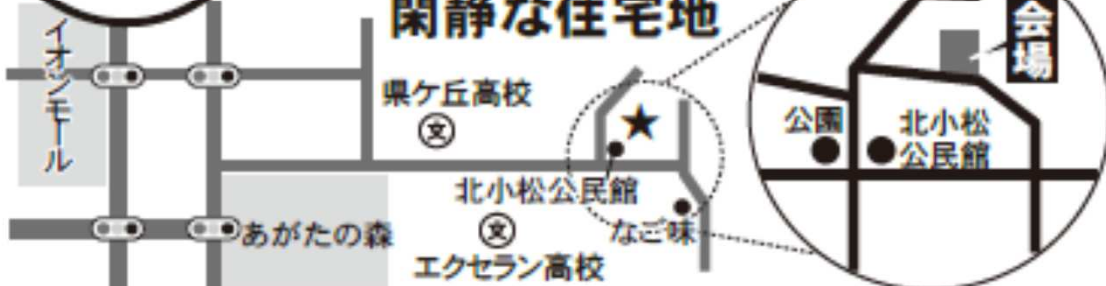 閑静な住宅地
イオンモール
県ケ丘高校
文
★
北小松公民館
あがたの森
文
なご味
エクセラン高校
会場
公園
北小松
公民館